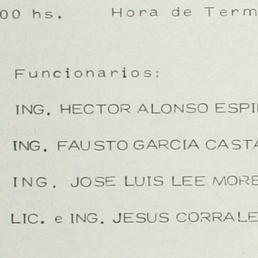 00 hs. Hora de Term
Funcionarios:
ING. HECTOR ALONSO ESPI
ING. FAUSTO GARCIA CASTA
ING. JOSE LUIS LEE MORE
LIC. e ING. JESUS CORRALE